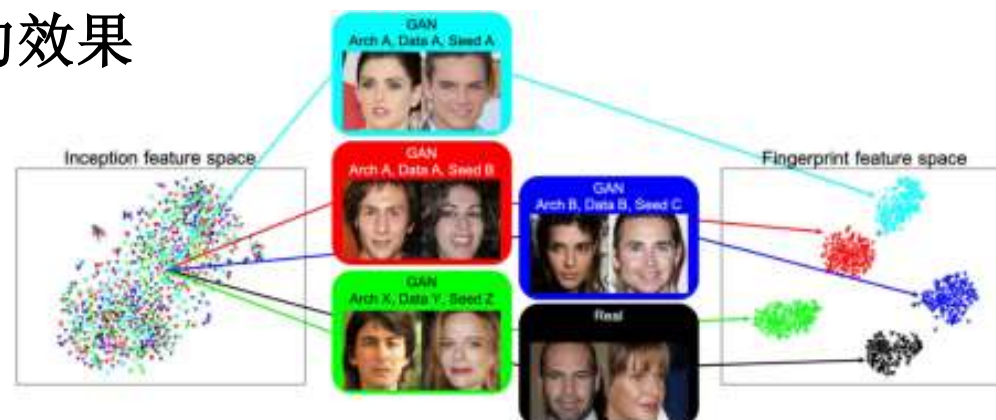 效果
GAN
Arch A, Data A, Seed A
Inception feature space
GAN
Arch A, Data A, Seed B
GAN
Arch B, Data B, Seed C
Fingerprint feature space
GAN
Arch X, Data Y, Seed Z
Real